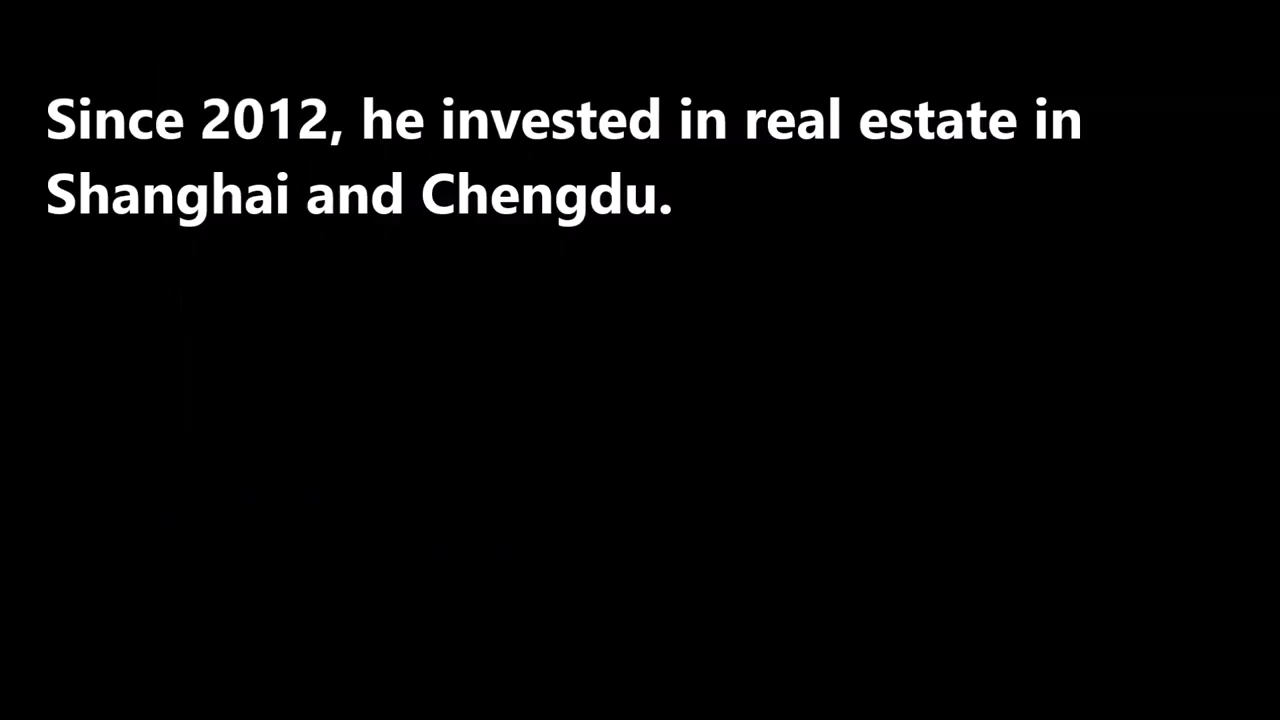 Since 2012, he invested in real estate in
Shanghai and Chengdu.